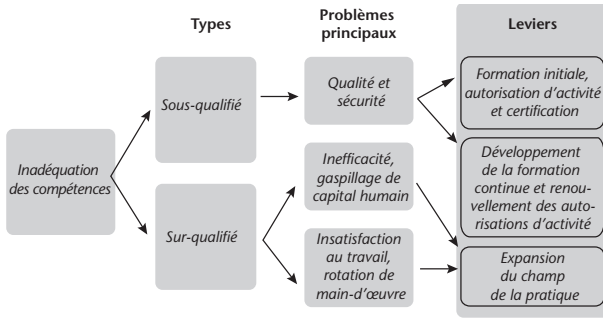 Types
Problèmes
principaux
Leviers
Inadéquation
des compétences
Sous-qualifié
Sur-qualifié
Qualité et
sécurité
Inefficacité,
gaspillage de
capital humain
Insatisfaction
au travail,
rotation de
main-d'œuvre
Formation initiale,
autorisation d'activité
et certification
Développement
de la formation
continue et renou-
vellement des auto-
risations d'activité
Expansion
du champ
de la pratique